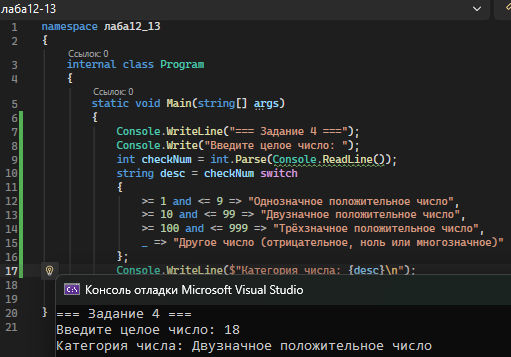 лаба12-13
1 namespace лаба12_13
2 {
Ссылок: 0
3 internal class Program
4 {
Ссылок: 0
5 static void Main(string[] args)
6 {
7 Console.WriteLine("=== Задание 4 ===");
8 Console.Write("Введите целое число: ");
9 int checkNum = int.Parse(Console.ReadLine());
10 string desc = checkNum switch
11 {
12 >= 1 and <= 9 => "Однозначное положительное число",
13 >= 10 and <= 99 => "Двузначное положительное число",
14 >= 100 and <= 999 => "Трёхзначное положительное число",
15 _ => "Другое число (отрицательное, ноль или многозначное)"
16 };
17 Console.WriteLine($"Категория числа: {desc}\n");
18
19
20 }
21
Консоль отладки Microsoft Visual Studio
=== Задание 4 ===
Введите целое число: 18
Категория числа: Двузначное положительное число